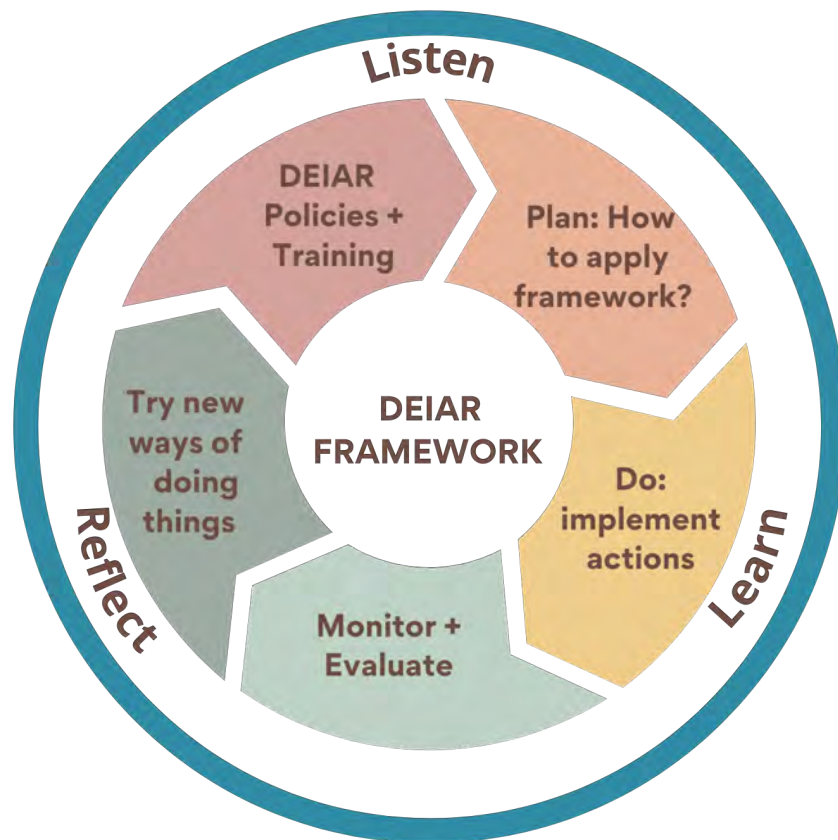 Listen
DEIAR
Policies +
Training
Plan: How
to apply
framework?
Do:
implement
actions
Learn
Monitor +
Evaluate
Try new
ways of
doing
things
Reflect
DEIAR
FRAMEWORK